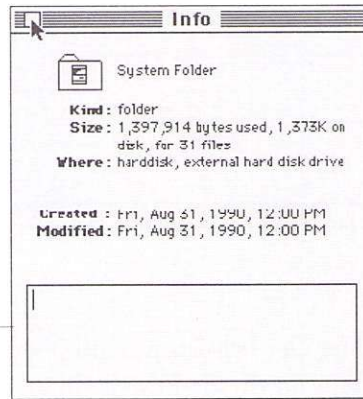 Info
System Folder
Kind: folder
Size: 1,397,914 bytes used, 1,373K on
disk, for 31 files
Where: harddisk, external hard disk drive
Created: Fri, Aug 31, 1990, 12:00 PM
Modified: Fri, Aug 31, 1990, 12:00 PM